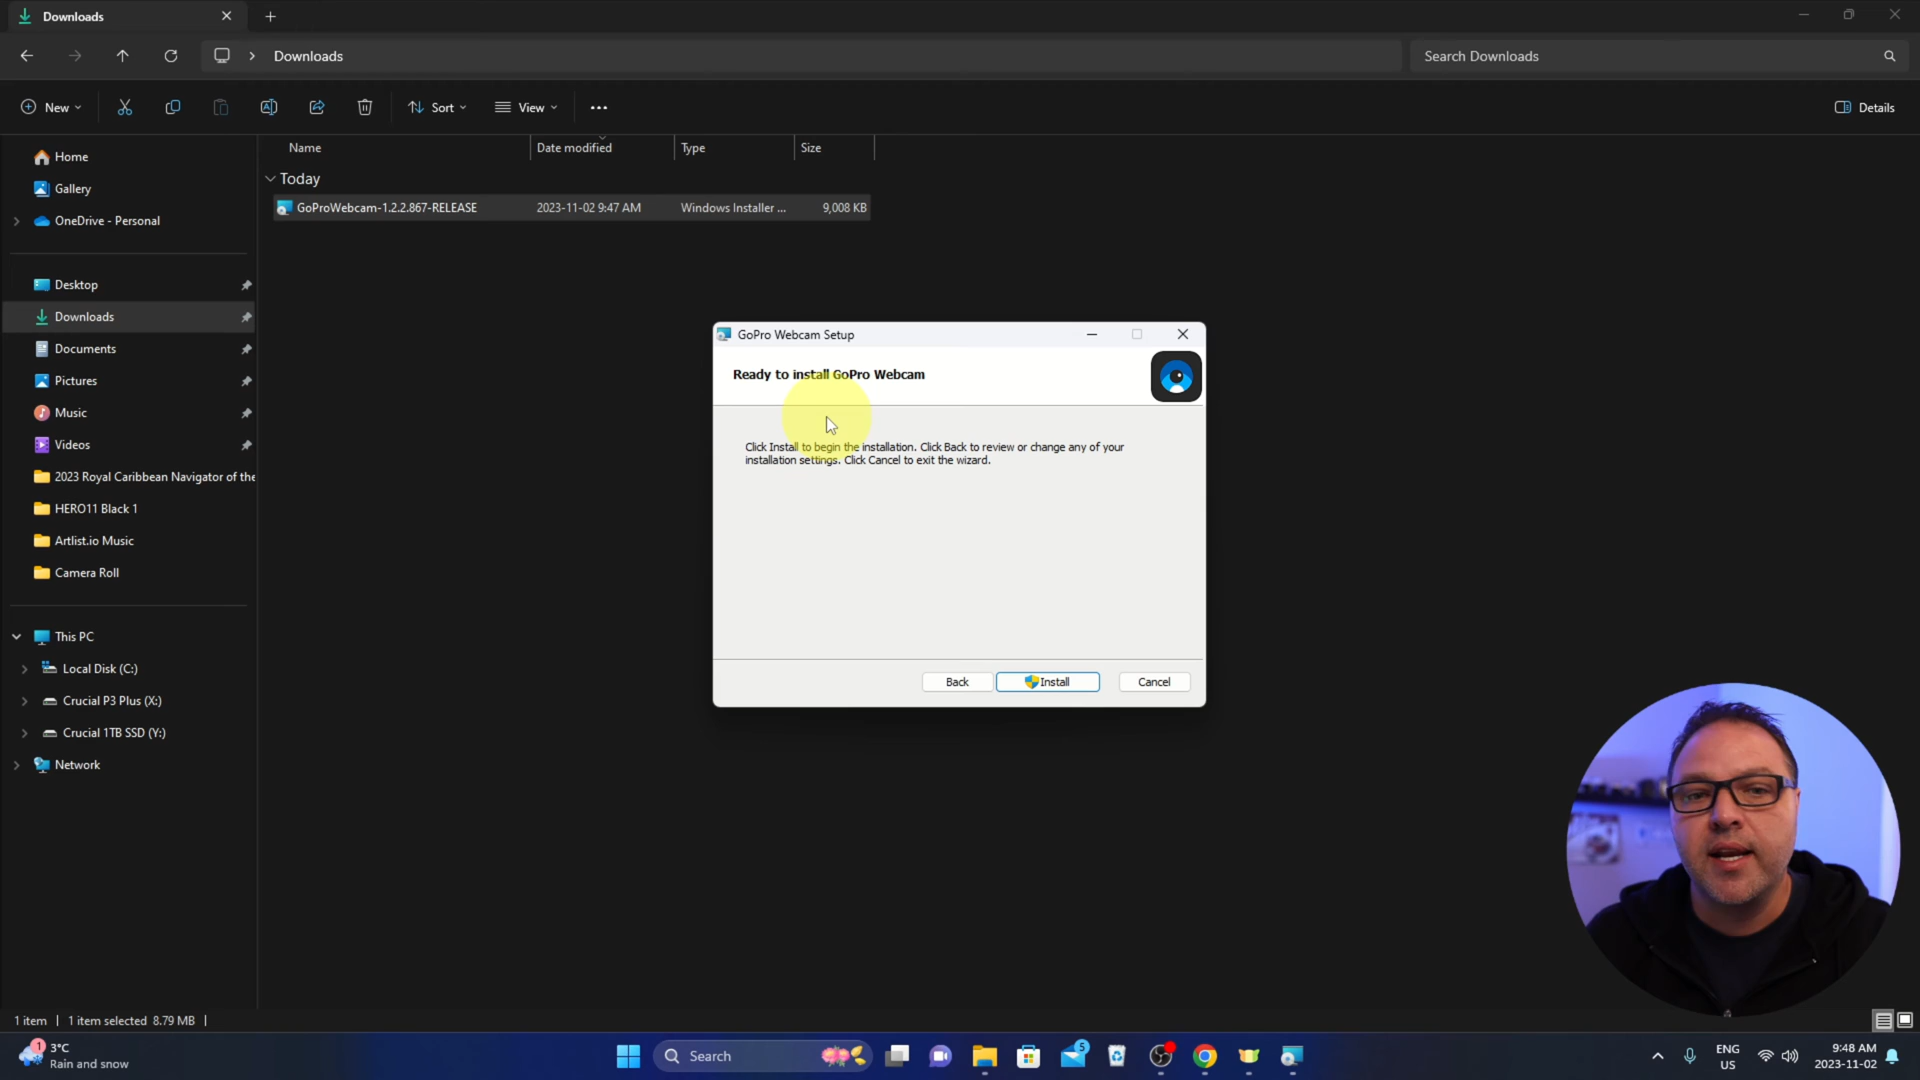 Downloads
Downloads
Search Downloads
New
Sort
View
Details
Name
Date modified
Type
Size
Today
GoProWebcam-1.2.2.867-RELEASE
2023-11-02 9:47 AM
Windows Installer ...
9,008 KB
Home
Gallery
OneDrive - Personal
Desktop
Downloads
Documents
Pictures
Music
Videos
2023 Royal Caribbean Navigator of the
HERO11 Black 1
Artlist.io Music
Camera Roll
This PC
Local Disk (C:)
Crucial P3 Plus (X:)
Crucial 1TB SSD (Y:)
Network
GoPro Webcam Setup
Ready to install GoPro Webcam
Click Install to begin the installation. Click Back to review or change any of your
installation settings. Click Cancel to exit the wizard.
Back
Install
Cancel
1 item
1 item selected 8.79 MB
1
3°C
Rain and snow
Search
5
ENG
US
9:48 AM
2023-11-02